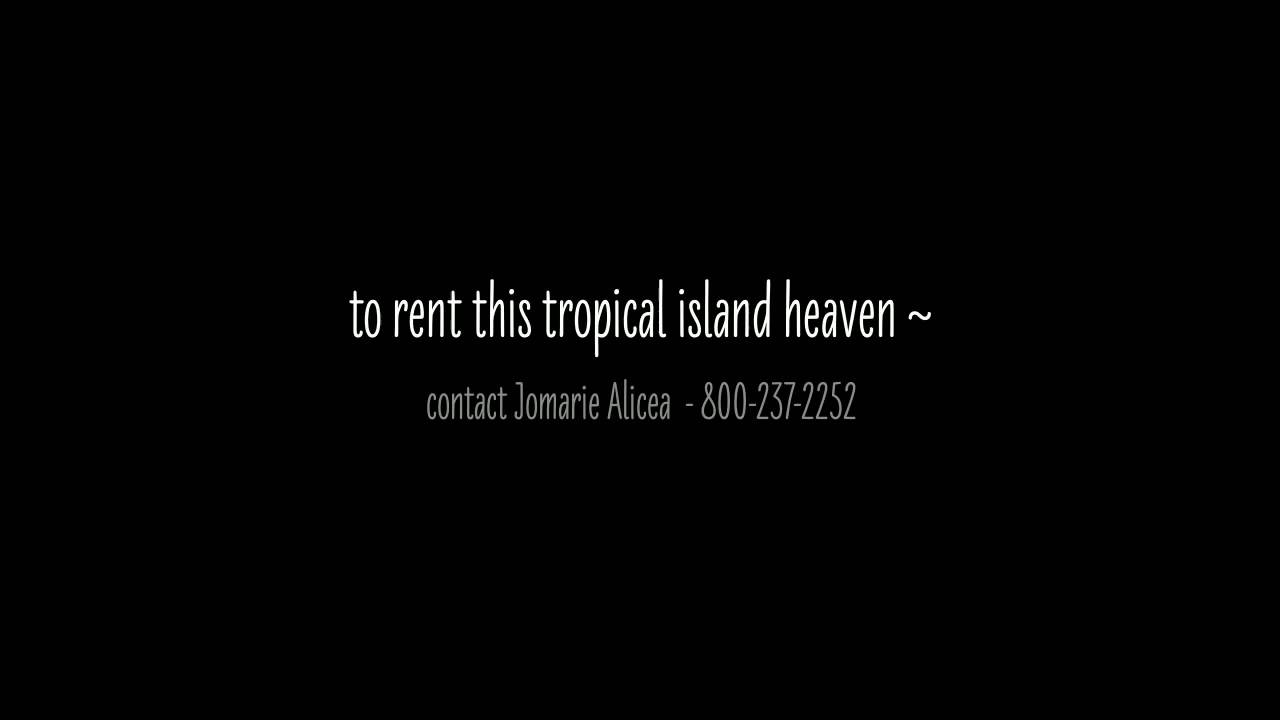 to rent this tropical island heaven ~
contact Jomarie Alicea - 800-237-2252